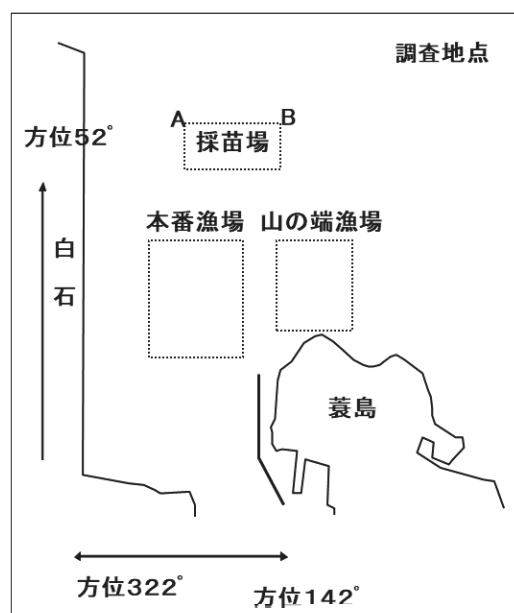 調査地点
A B
方位52°
採苗場
本番漁場 山の端漁場
白石
蓑島
方位322°
方位142°